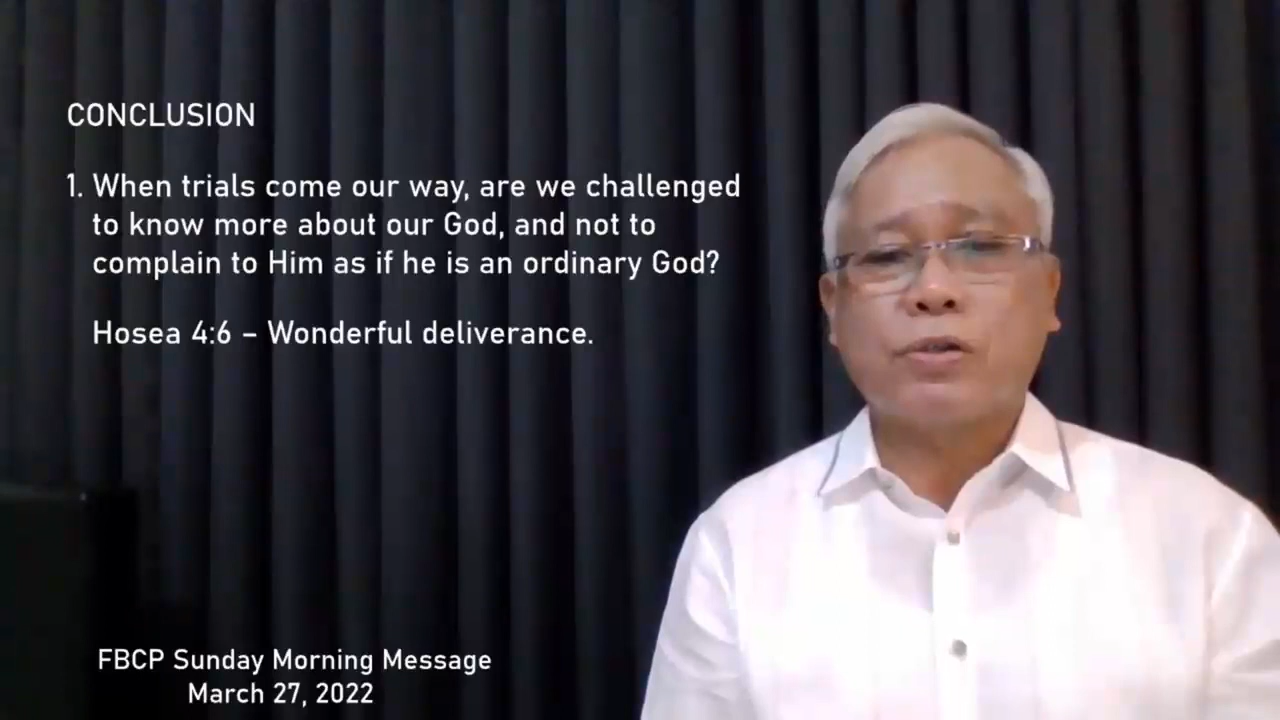 CONCLUSION
1. When trials come our way, are we challenged
to know more about our God, and not to
complain to Him as if he is an ordinary God?
Hosea 4:6 – Wonderful deliverance.
FBCP Sunday Morning Message
March 27, 2022